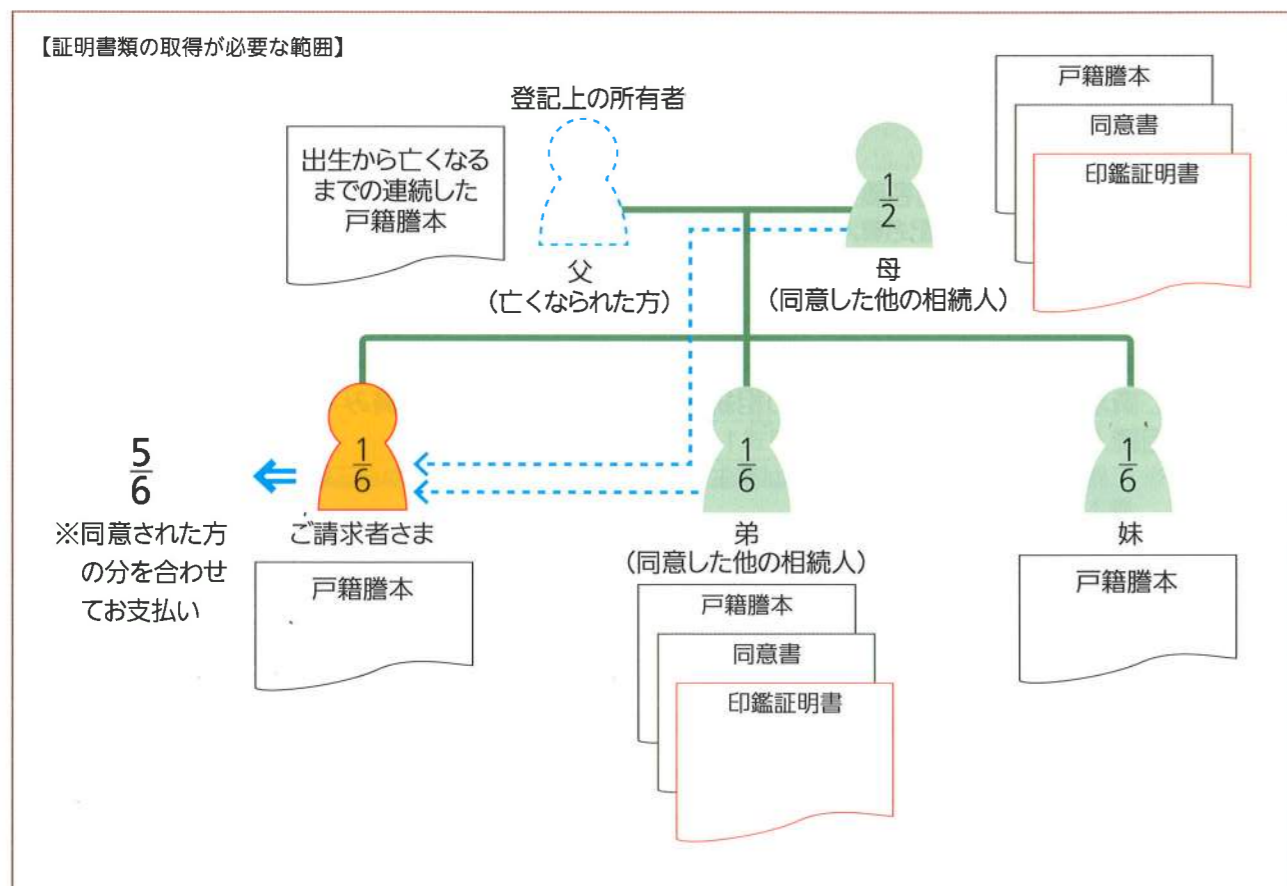 【証明書類の取得が必要な範囲】
登記上の所有者
出生から亡くなる
までの連続した
戸籍謄本
父
(亡くなられた方)
1/2
母
(同意した他の相続人)
戸籍謄本
同意書
印鑑証明書
5/6
※同意された方
の分を合わせ
てお支払い
1/6
ご請求者さま
戸籍謄本
1/6
弟
(同意した他の相続人)
戸籍謄本
同意書
印鑑証明書
1/6
妹
戸籍謄本